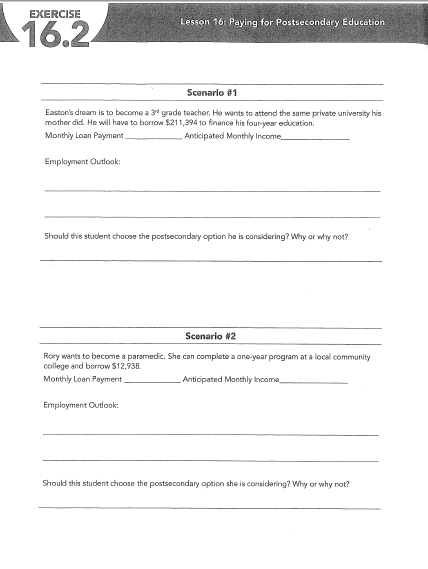 EXERCISE
16.2
Lesson 16: Paying for Postsecondary Education
Scenario #1
Easton's dream is to become a 3rd grade teacher. He wants to attend the same private university his
mother did. He will have to borrow $211,394 to finance his four-year education.
Monthly Loan Payment ______________ Anticipated Monthly Income_________________
Employment Outlook:
Should this student choose the postsecondary option he is considering? Why or why not?
Scenario #2
Rory wants to become a paramedic. She can complete a one-year program at a local community
college and borrow $12,938.
Monthly Loan Payment ______________ Anticipated Monthly Income_________________
Employment Outlook:
Should this student choose the postsecondary option she is considering? Why or why not?